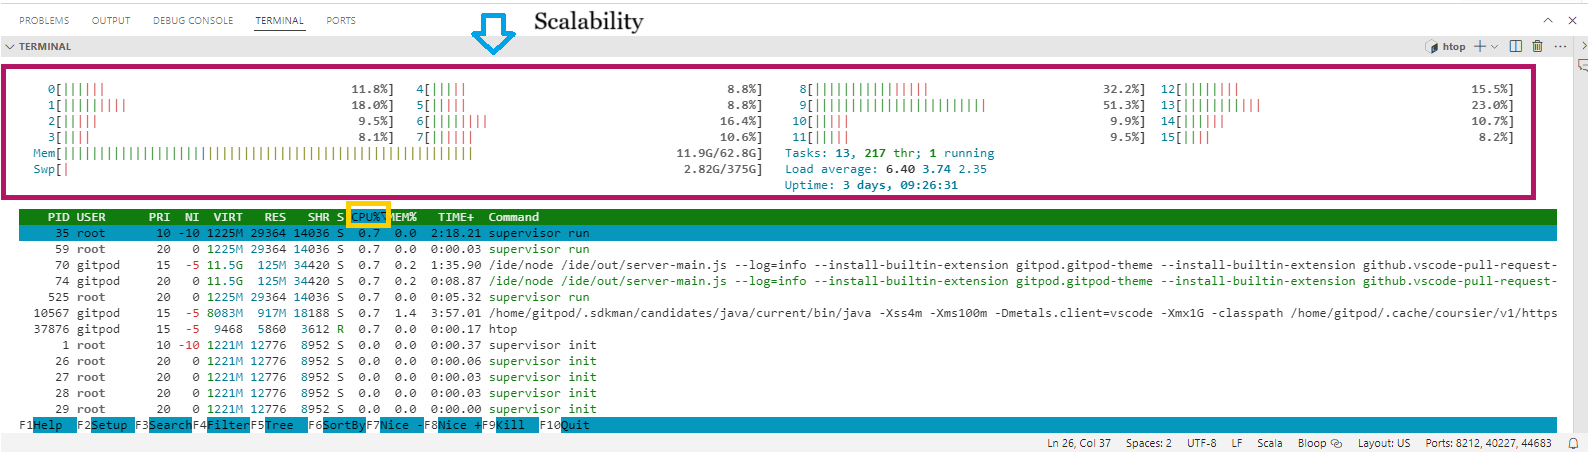 PROBLEMS OUTPUT DEBUG CONSOLE TERMINAL PORTS
Scalability
TERMINAL
htop
0[|||||| 11.8%] 4[||||| 8.8%] 8[|||||||||||||||| 32.2%] 12[|||||||| 15.5%]
1[||||||||| 18.0%] 5[||||| 8.8%] 9[|||||||||||||||||||||||| 51.3%] 13[||||||||||| 23.0%]
2[||||| 9.5%] 6[|||||||| 16.4%] 10[||||| 9.9%] 14[|||||| 10.7%]
3[|||| 8.1%] 7[|||||| 10.6%] 11[||||| 9.5%] 15[|||| 8.2%]
Mem[||||||||||||||||||||||||||||||||||||||||||||||||||||||||| 11.9G/62.8G] Tasks: 13, 217 thr; 1 running
Swp[| 2.82G/375G] Load average: 6.40 3.74 2.35
Uptime: 3 days, 09:26:31
PID USER PRI NI VIRT RES SHR S CPU%▽MEM% TIME+ Command
35 root 10 -10 1225M 29364 14036 S 0.7 0.0 2:18.21 supervisor run
59 root 20 0 1225M 29364 14036 S 0.7 0.0 0:00.03 supervisor run
70 gitpod 15 -5 11.5G 125M 34420 S 0.7 0.2 1:35.90 /ide/node /ide/out/server-main.js --log=info --install-builtin-extension gitpod.gitpod-theme --install-builtin-extension github.vscode-pull-request-
74 gitpod 20 0 11.5G 125M 34420 S 0.7 0.2 0:08.87 /ide/node /ide/out/server-main.js --log=info --install-builtin-extension gitpod.gitpod-theme --install-builtin-extension github.vscode-pull-request-
525 root 20 0 1225M 29364 14036 S 0.7 0.0 0:05.32 supervisor run
10567 gitpod 15 -5 8083M 917M 18188 S 0.7 1.4 3:57.01 /home/gitpod/.sdkman/candidates/java/current/bin/java -Xss4m -Xms100m -Dmetals.client=vscode -Xmx1G -classpath /home/gitpod/.cache/coursier/v1/https
37876 gitpod 15 -5 9468 5860 3612 R 0.7 0.0 0:00.17 htop
1 root 10 -10 1221M 12776 8952 S 0.0 0.0 0:00.37 supervisor init
26 root 20 0 1221M 12776 8952 S 0.0 0.0 0:00.06 supervisor init
27 root 20 0 1221M 12776 8952 S 0.0 0.0 0:00.03 supervisor init
28 root 20 0 1221M 12776 8952 S 0.0 0.0 0:00.03 supervisor init
29 root 20 0 1221M 12776 8952 S 0.0 0.0 0:00.00 supervisor init
F1Help F2Setup F3SearchF4FilterF5Tree F6SortByF7Nice -F8Nice +F9Kill F10Quit
Ln 26, Col 37 Spaces: 2 UTF-8 LF Scala Bloop Layout: US Ports: 8212, 40227, 44683